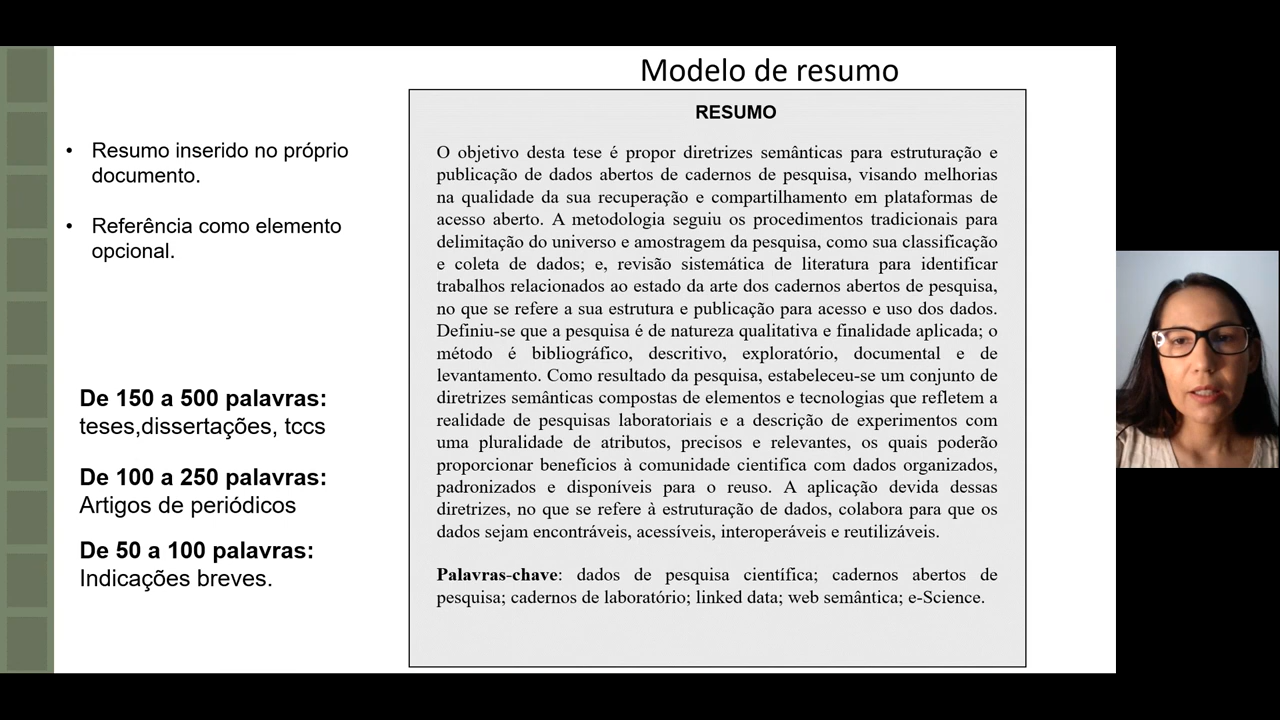 Modelo de resumo
• Resumo inserido no próprio
documento.
• Referência como elemento
opcional.
De 150 a 500 palavras:
teses,dissertações, tccs
De 100 a 250 palavras:
Artigos de periódicos
De 50 a 100 palavras:
Indicações breves.
RESUMO
O objetivo desta tese é propor diretrizes semânticas para estruturação e
publicação de dados abertos de cadernos de pesquisa, visando melhorias
na qualidade da sua recuperação e compartilhamento em plataformas de
acesso aberto. A metodologia seguiu os procedimentos tradicionais para
delimitação do universo e amostragem da pesquisa, como sua classificação
e coleta de dados; e, revisão sistemática de literatura para identificar
trabalhos relacionados ao estado da arte dos cadernos abertos de pesquisa,
no que se refere a sua estrutura e publicação para acesso e uso dos dados.
Definiu-se que a pesquisa é de natureza qualitativa e finalidade aplicada; o
método é bibliográfico, descritivo, exploratório, documental e de
levantamento. Como resultado da pesquisa, estabeleceu-se um conjunto de
diretrizes semânticas compostas de elementos e tecnologias que refletem a
realidade de pesquisas laboratoriais e a descrição de experimentos com
uma pluralidade de atributos, precisos e relevantes, os quais poderão
proporcionar benefícios à comunidade cientifica com dados organizados,
padronizados e disponíveis para o reuso. A aplicação devida dessas
diretrizes, no que se refere à estruturação de dados, colabora para que os
dados sejam encontráveis, acessíveis, interoperáveis e reutilizáveis.
Palavras-chave: dados de pesquisa científica; cadernos abertos de
pesquisa; cadernos de laboratório; linked data; web semântica; e-Science.